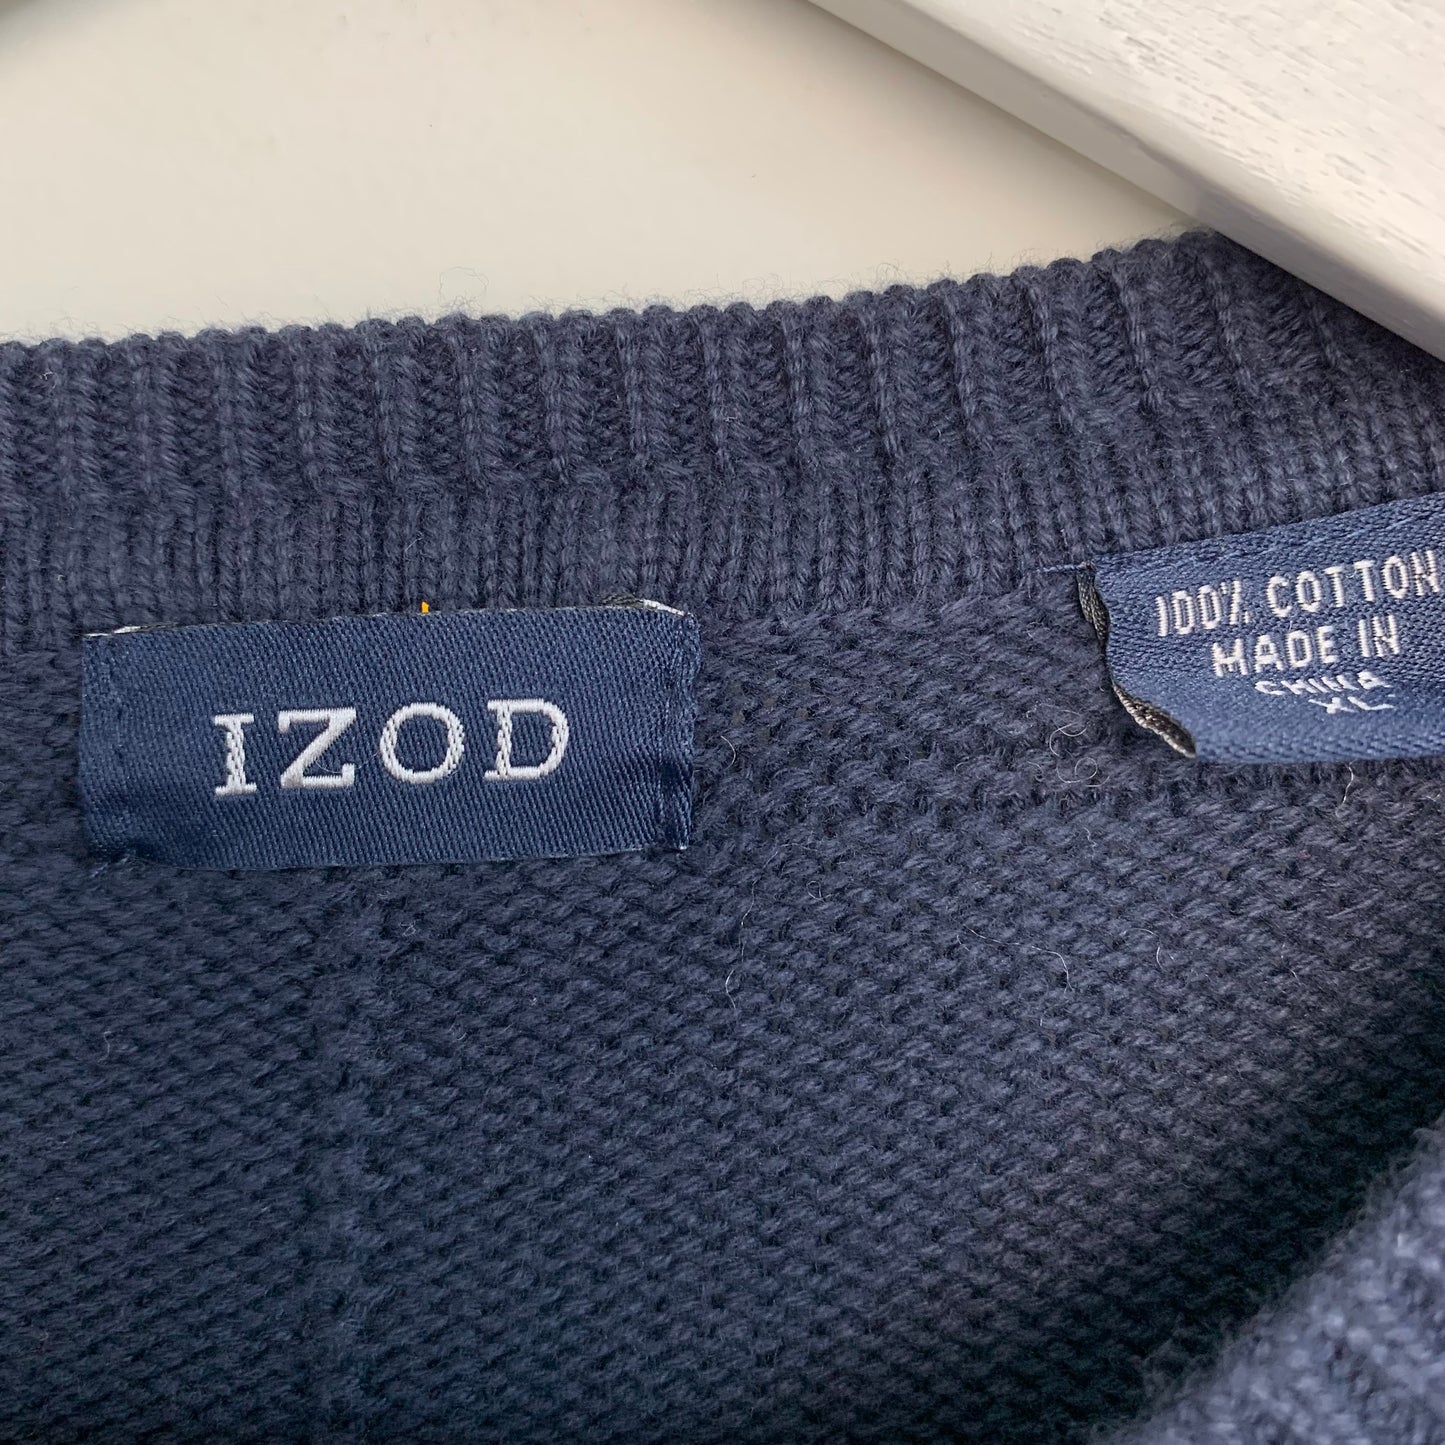 IZOD
100% COTTON
MADE IN
CHINA
XL